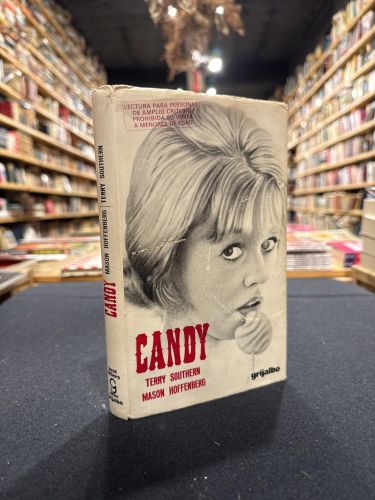 LECTURA PARA PERSONAS
DE AMPLIO CRITERIO
PROHIBIDA SU VENTA
A MENORES DE EDAD
CANDY
TERRY SOUTHERN
MASON HOFFENBERG
grijalbo
CANDY
MASON HOFFENBERG
TERRY SOUTHERN
grijalbo